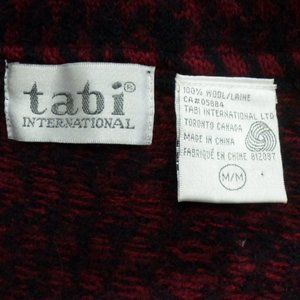 tabi®
INTERNATIONAL
100% WOOL/LAINE
CA#05884
TABI INTERNATIONAL LTD
TORONTO CANADA
MADE IN CHINA
FABRIQUÉ EN CHINE 812087
M/M